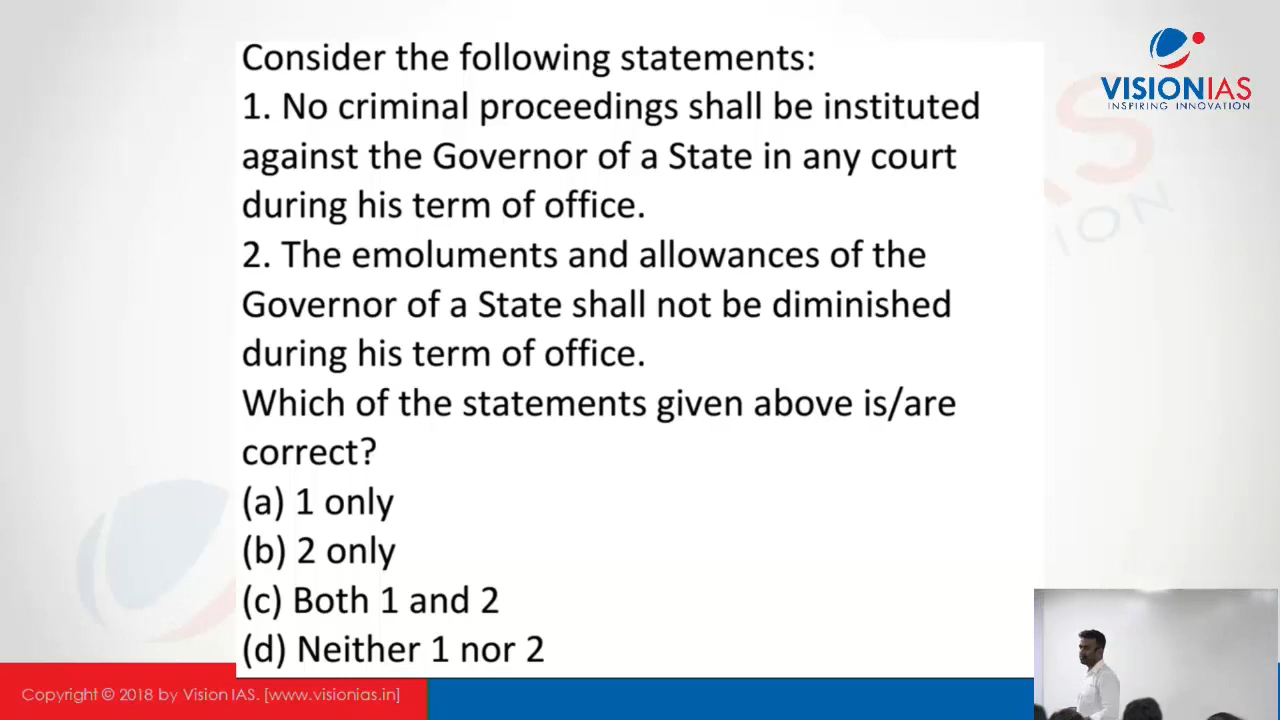 Consider the following statements:
1. No criminal proceedings shall be instituted
against the Governor of a State in any court
during his term of office.
2. The emoluments and allowances of the
Governor of a State shall not be diminished
during his term of office.
Which of the statements given above is/are
correct?
(a) 1 only
(b) 2 only
(c) Both 1 and 2
(d) Neither 1 nor 2
VISIONIAS
INSPIRING INNOVATION
Copyright © 2018 by Vision IAS. [www.visionias.in]